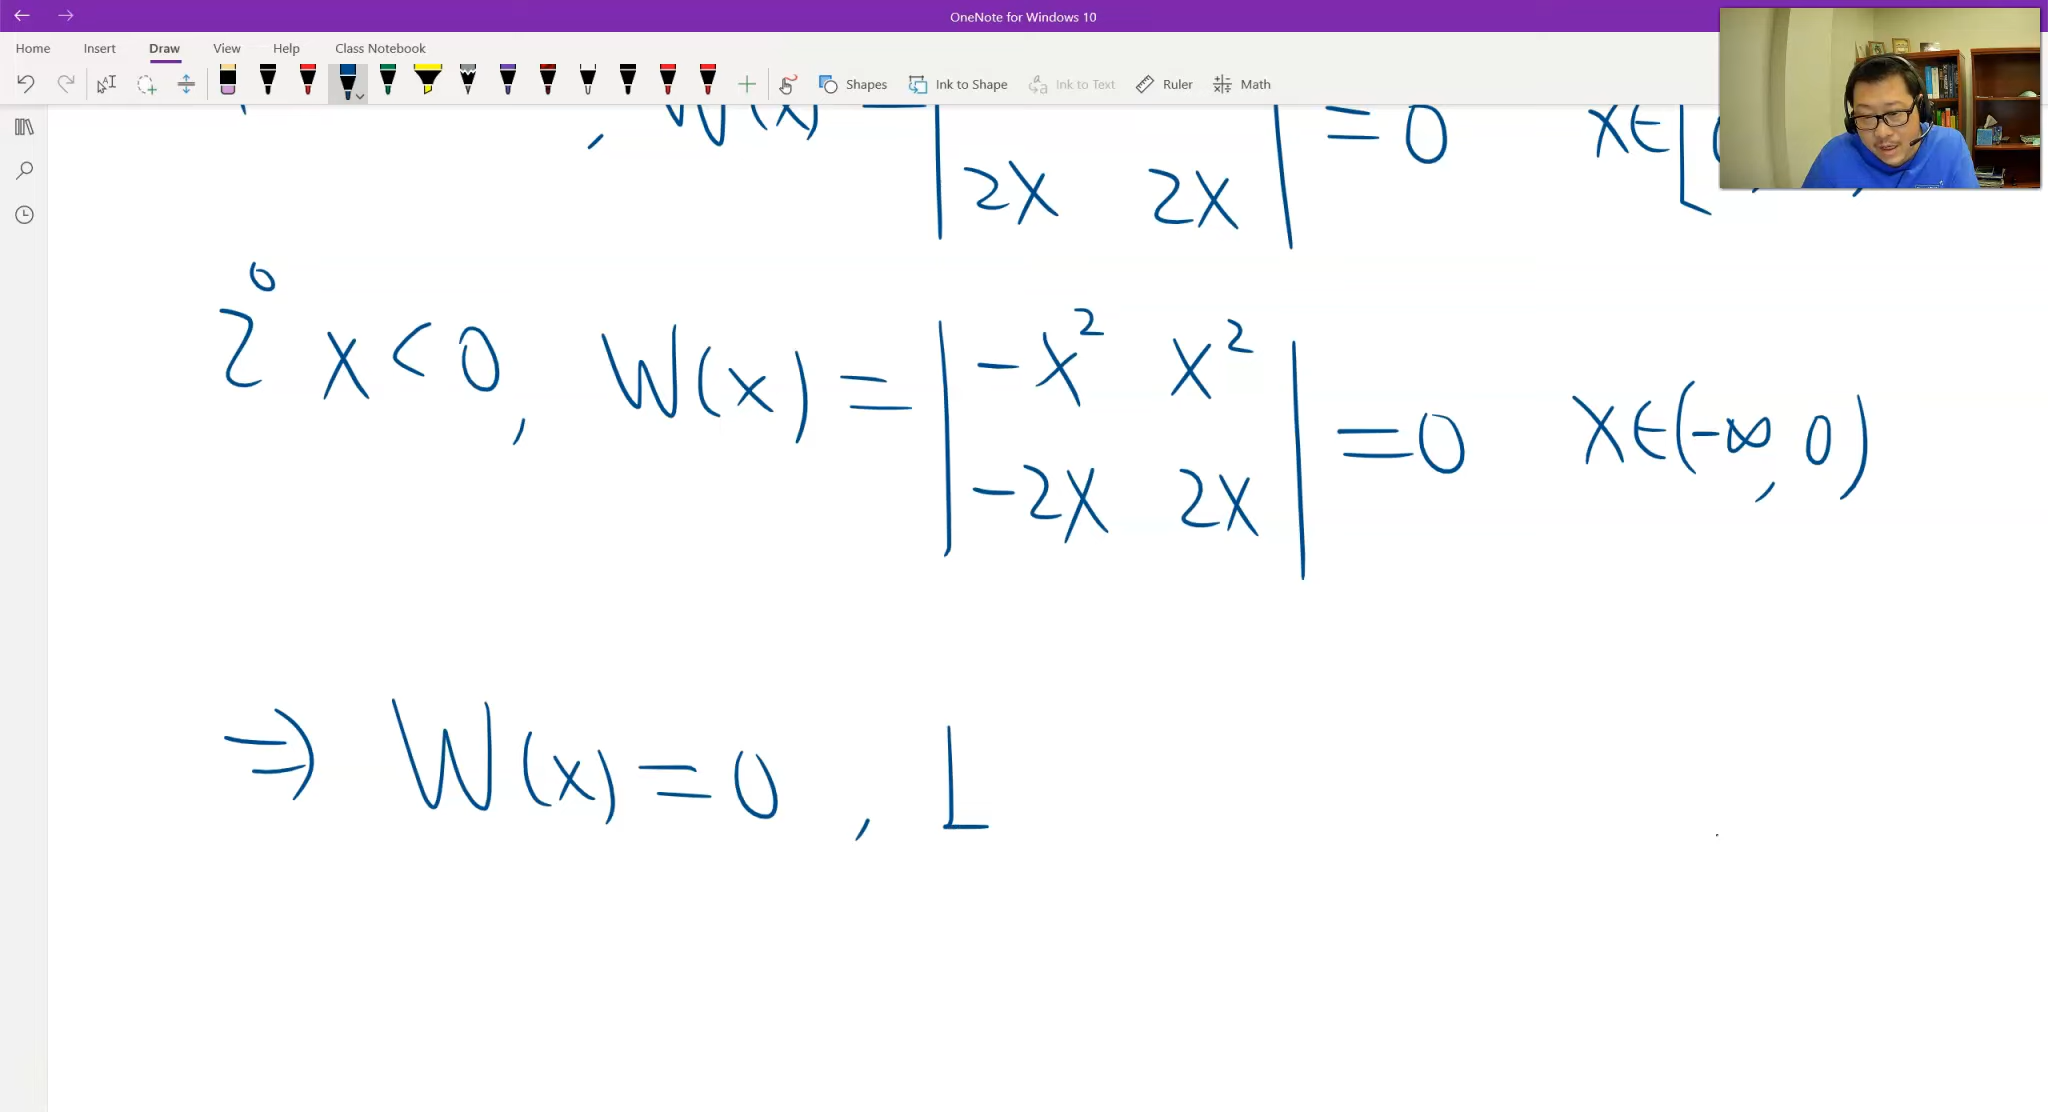 OneNote for Windows 10
Home Insert Draw View Help Class Notebook
Shapes Ink to Shape Ink to Text Ruler Math
, W(x) = | 2x 2x | = 0 x∈[
2° x < 0, W(x) = | -x² x² | = 0 x∈(-∞, 0)
-2x 2x
⇒ W(x) = 0 , L